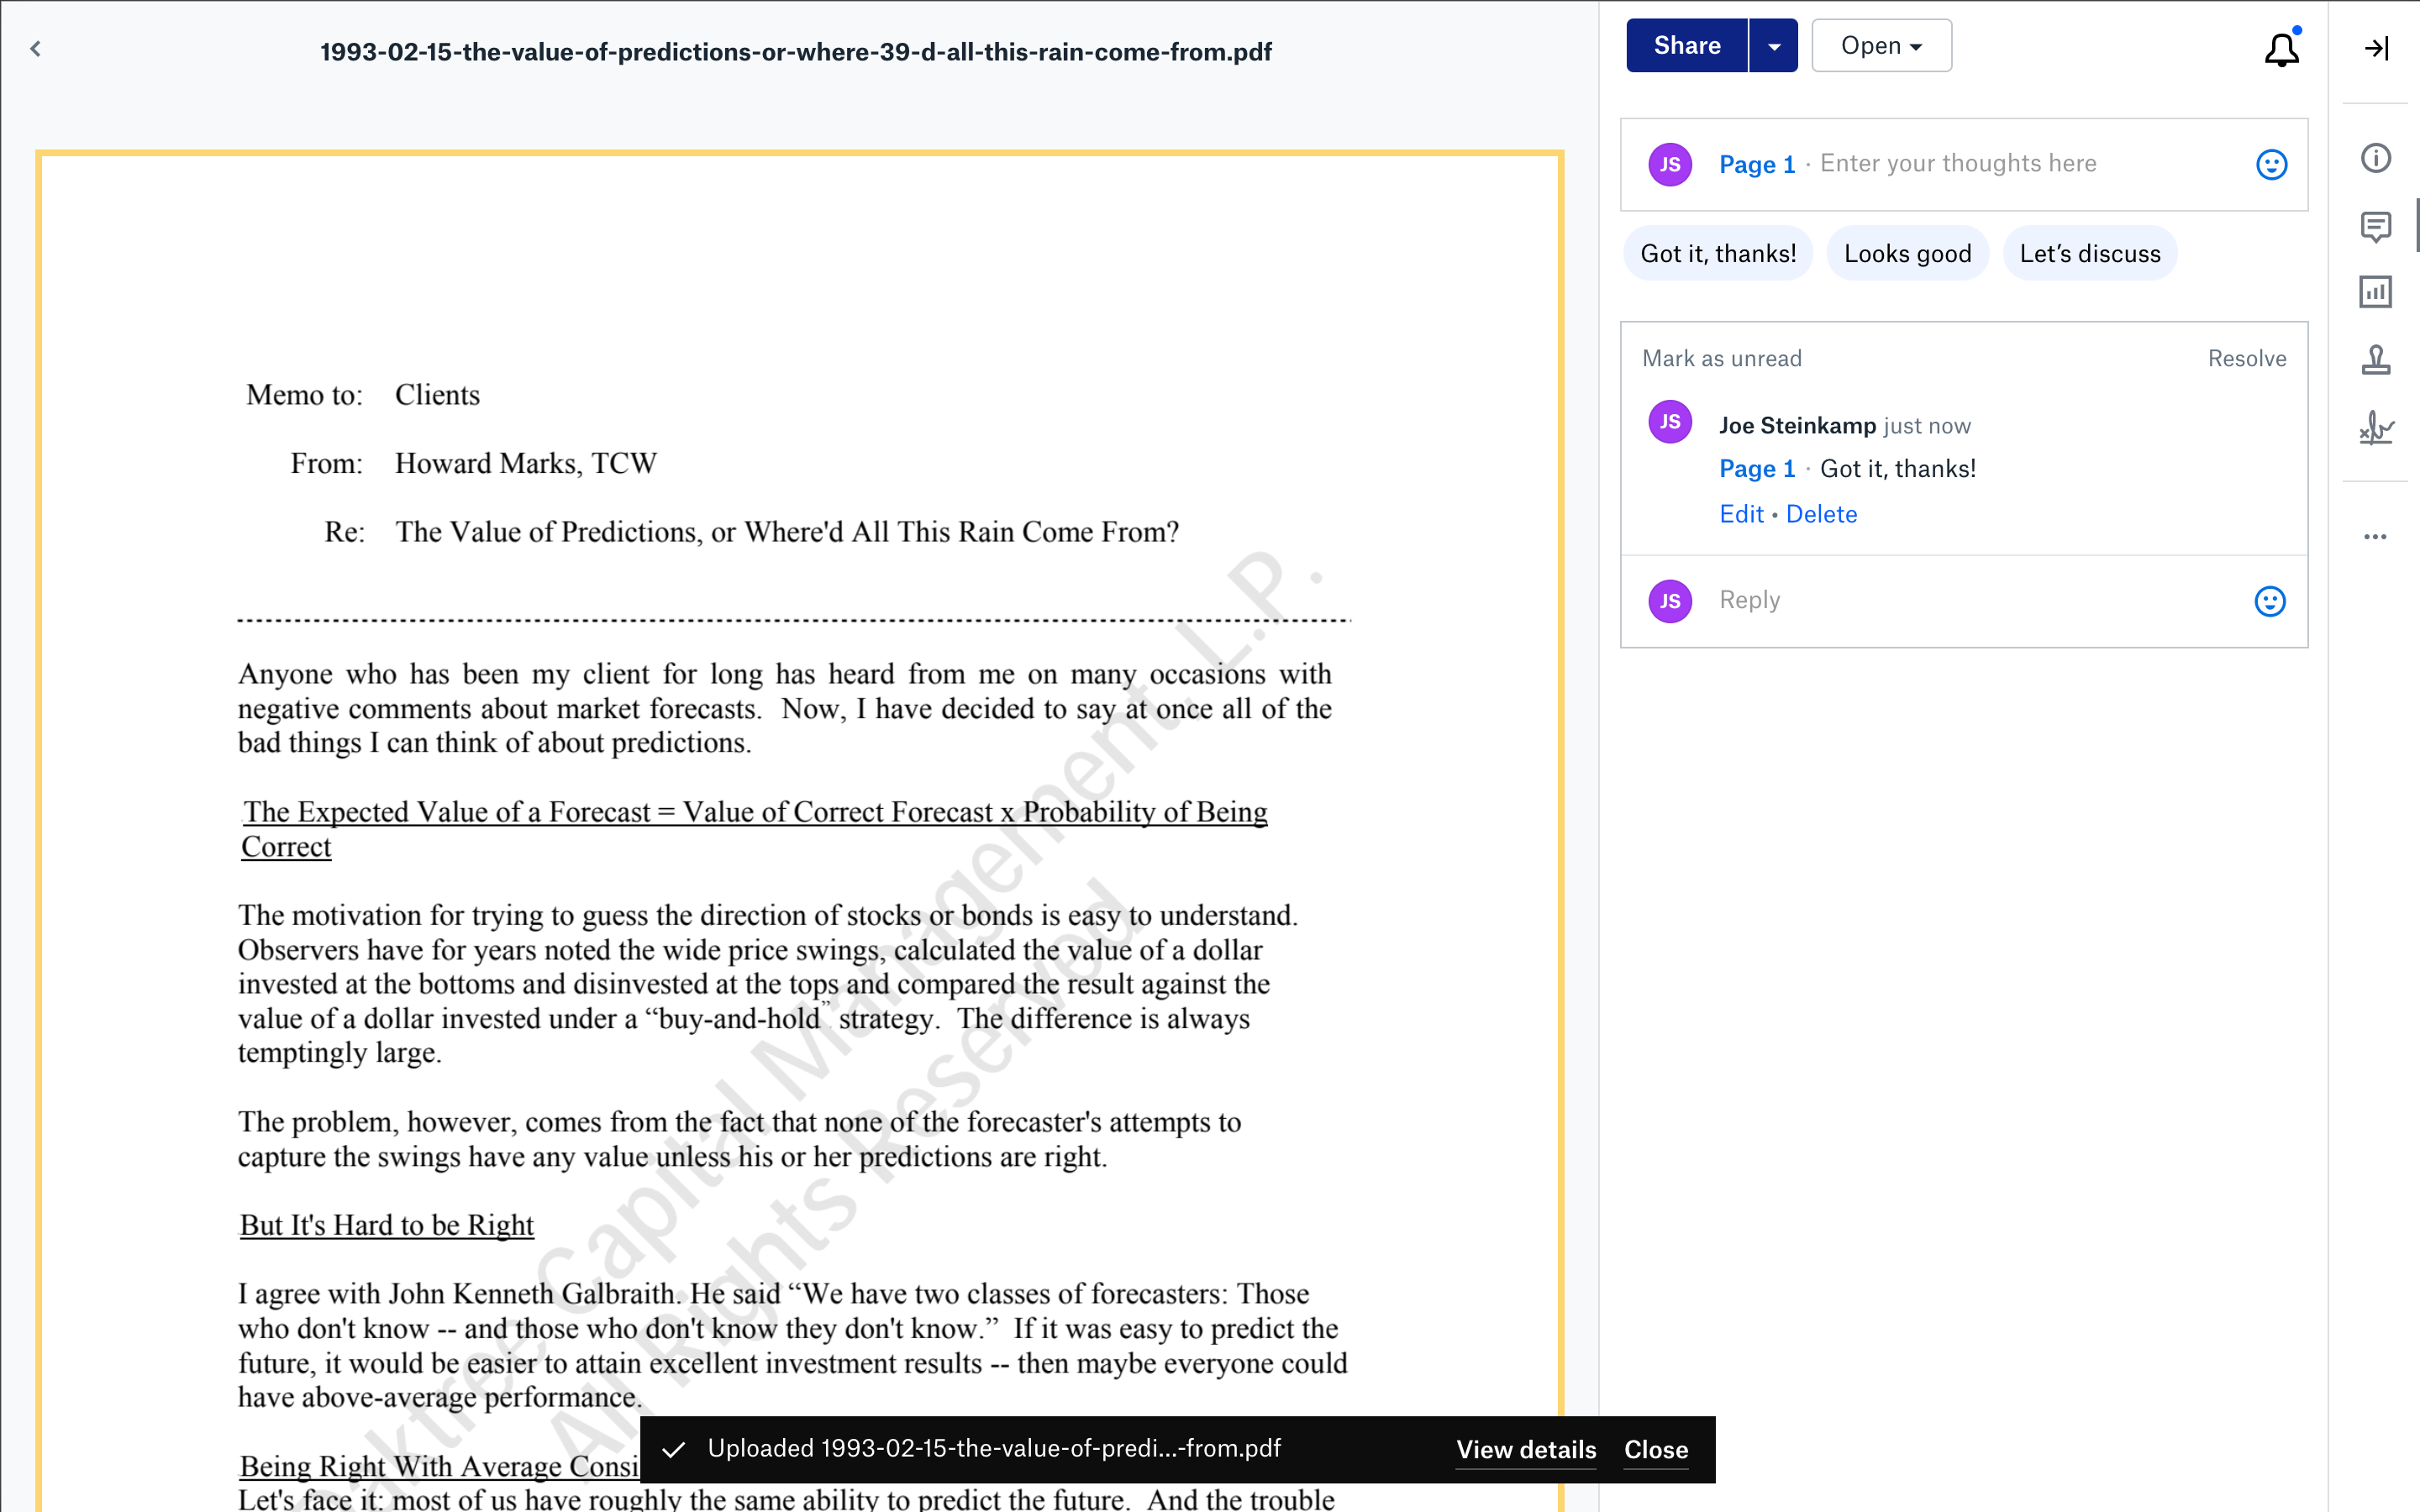 1993-02-15-the-value-of-predictions-or-where-39-d-all-this-rain-come-from.pdf
Memo to: Clients
From: Howard Marks, TCW
Re: The Value of Predictions, or Where'd All This Rain Come From?
Anyone who has been my client for long has heard from me on many occasions with
negative comments about market forecasts. Now, I have decided to say at once all of the
bad things I can think of about predictions.
The Expected Value of a Forecast = Value of Correct Forecast x Probability of Being
Correct
The motivation for trying to guess the direction of stocks or bonds is easy to understand.
Observers have for years noted the wide price swings, calculated the value of a dollar
invested at the bottoms and disinvested at the tops and compared the result against the
value of a dollar invested under a “buy-and-hold” strategy. The difference is always
temptingly large.
The problem, however, comes from the fact that none of the forecaster's attempts to
capture the swings have any value unless his or her predictions are right.
But It's Hard to be Right
I agree with John Kenneth Galbraith. He said “We have two classes of forecasters: Those
who don't know -- and those who don't know they don't know.” If it was easy to predict the
future, it would be easier to attain excellent investment results -- then maybe everyone could
have above-average performance.
Being Right With Average Consi
Let's face it: most of us have roughly the same ability to predict the future. And the trouble
aktree Capital Management, L.P.
All Rights Reserved
Uploaded 1993-02-15-the-value-of-predi...-from.pdf
View details
Close
Share
Open
JS
Page 1 · Enter your thoughts here
Got it, thanks!
Looks good
Let’s discuss
Mark as unread
Resolve
JS
Joe Steinkamp just now
Page 1 · Got it, thanks!
Edit • Delete
JS
Reply